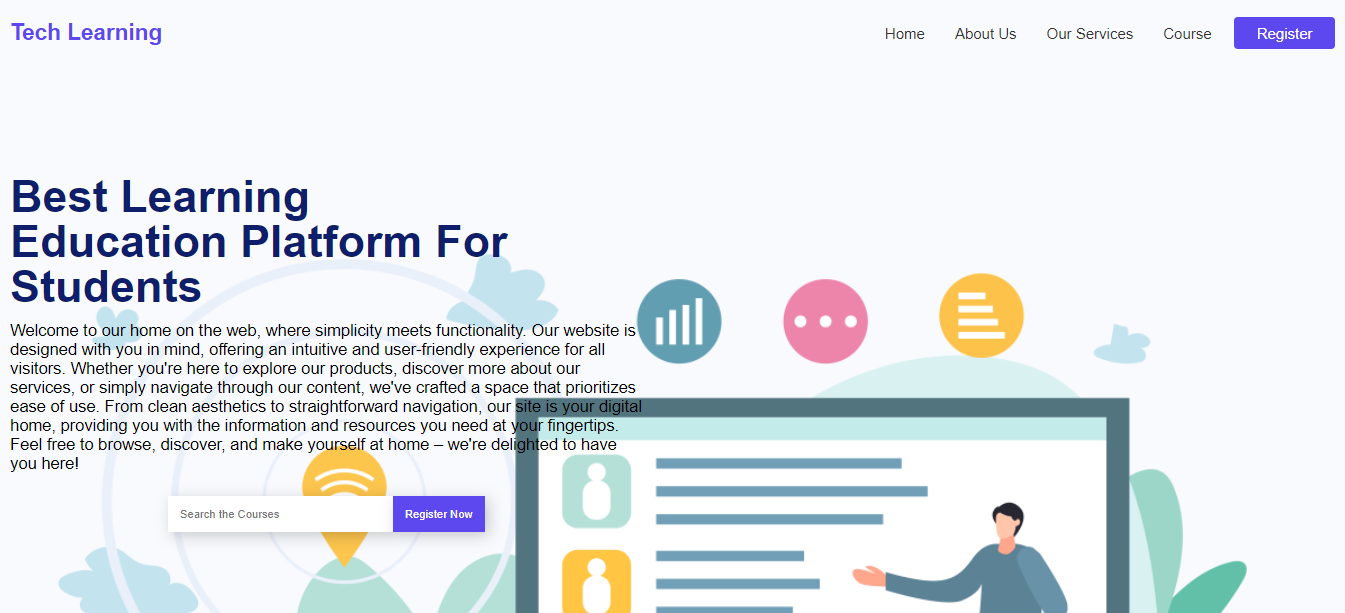 Tech Learning
Home About Us Our Services Course Register
Best Learning
Education Platform For
Students
Welcome to our home on the web, where simplicity meets functionality. Our website is
designed with you in mind, offering an intuitive and user-friendly experience for all
visitors. Whether you're here to explore our products, discover more about our
services, or simply navigate through our content, we've crafted a space that prioritizes
ease of use. From clean aesthetics to straightforward navigation, our site is your digital
home, providing you with the information and resources you need at your fingertips.
Feel free to browse, discover, and make yourself at home – we're delighted to have
you here!
Search the Courses Register Now